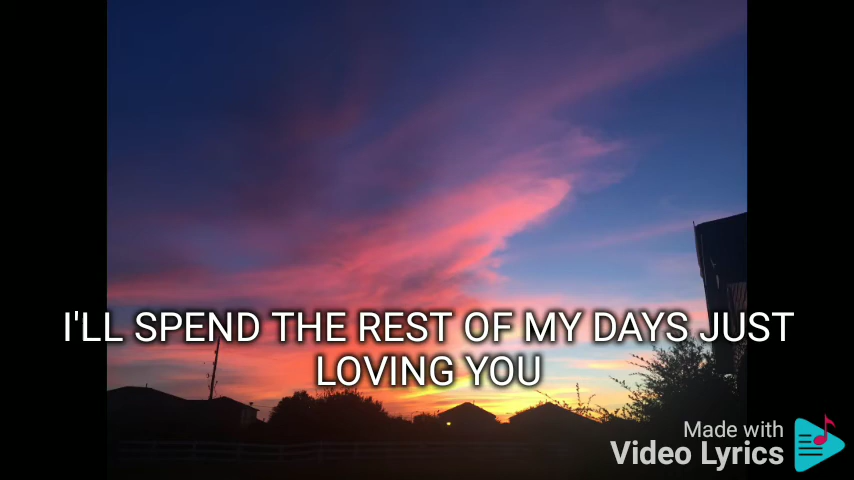 I'LL SPEND THE REST OF MY DAYS JUST
LOVING YOU
Made with
Video Lyrics